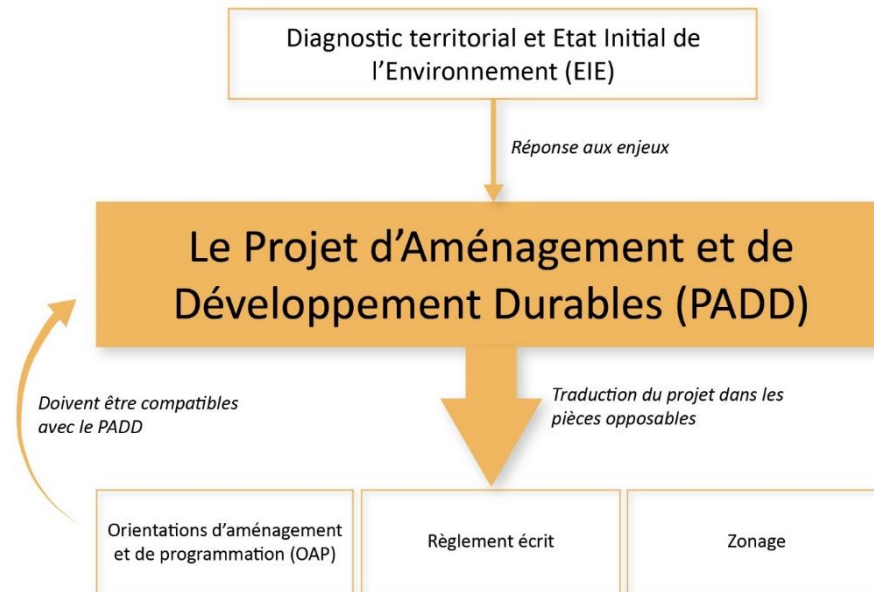 Diagnostic territorial et Etat Initial de
l’Environnement (EIE)
Réponse aux enjeux
Le Projet d’Aménagement et de
Développement Durables (PADD)
Doivent être compatibles
avec le PADD
Traduction du projet dans les
pièces opposables
Orientations d’aménagement
et de programmation (OAP)
Règlement écrit
Zonage